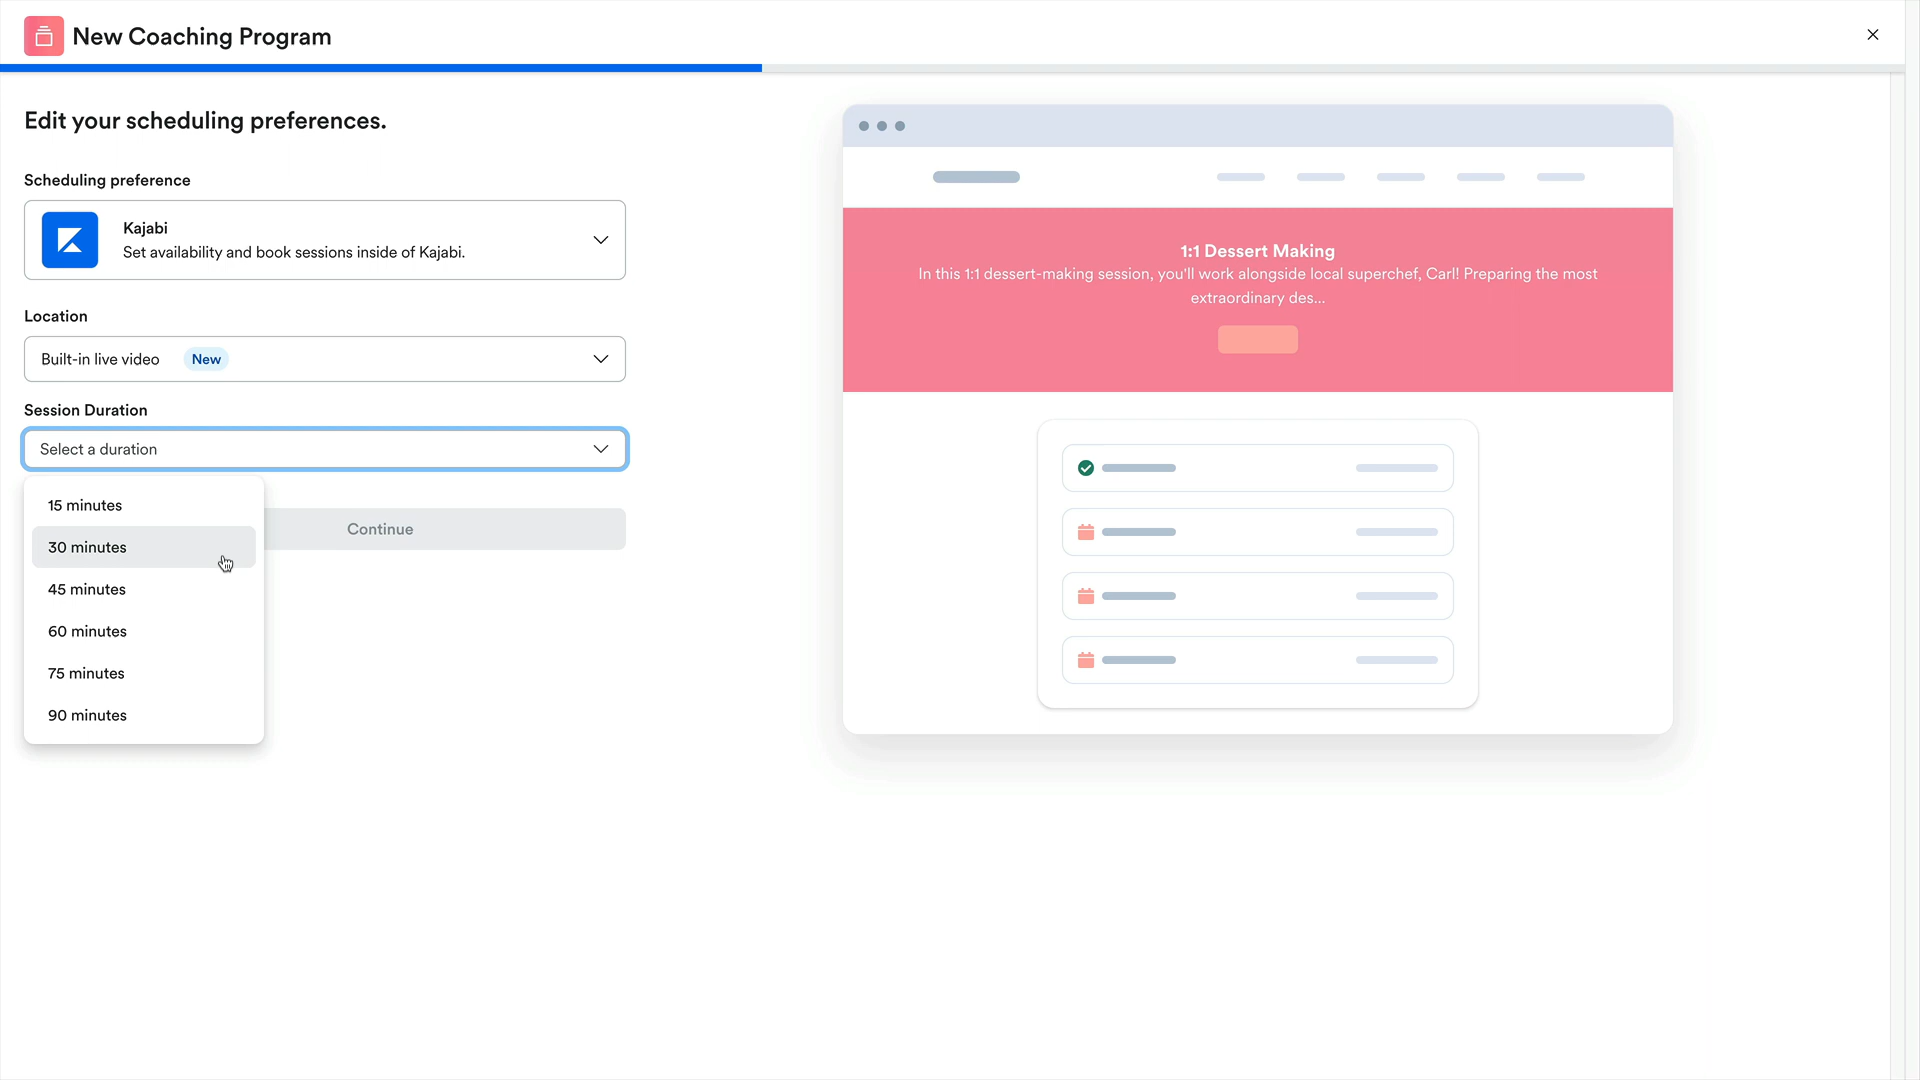 New Coaching Program
Edit your scheduling preferences.
Scheduling preference
Kajabi
Set availability and book sessions inside of Kajabi.
Location
Built-in live video New
Session Duration
Select a duration
15 minutes
30 minutes
45 minutes
60 minutes
75 minutes
90 minutes
Continue
1:1 Dessert Making
In this 1:1 dessert-making session, you'll work alongside local superchef, Carl! Preparing the most
extraordinary des...